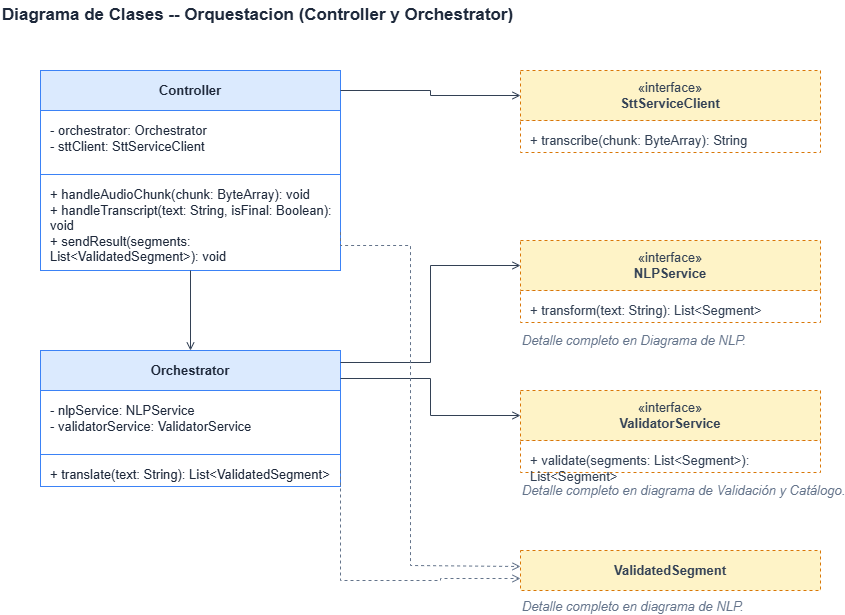 Diagrama de Clases -- Orquestacion (Controller y Orchestrator)
Controller
- orchestrator: Orchestrator
- sttClient: SttServiceClient
+ handleAudioChunk(chunk: ByteArray): void
+ handleTranscript(text: String, isFinal: Boolean):
void
+ sendResult(segments:
List<ValidatedSegment>): void
«interface»
SttServiceClient
+ transcribe(chunk: ByteArray): String
«interface»
NLPService
+ transform(text: String): List<Segment>
Detalle completo en Diagrama de NLP.
Orchestrator
- nlpService: NLPService
- validatorService: ValidatorService
+ translate(text: String): List<ValidatedSegment>
«interface»
ValidatorService
+ validate(segments: List<Segment>):
List<Segment>
Detalle completo en diagrama de Validación y Catálogo.
ValidatedSegment
Detalle completo en diagrama de NLP.